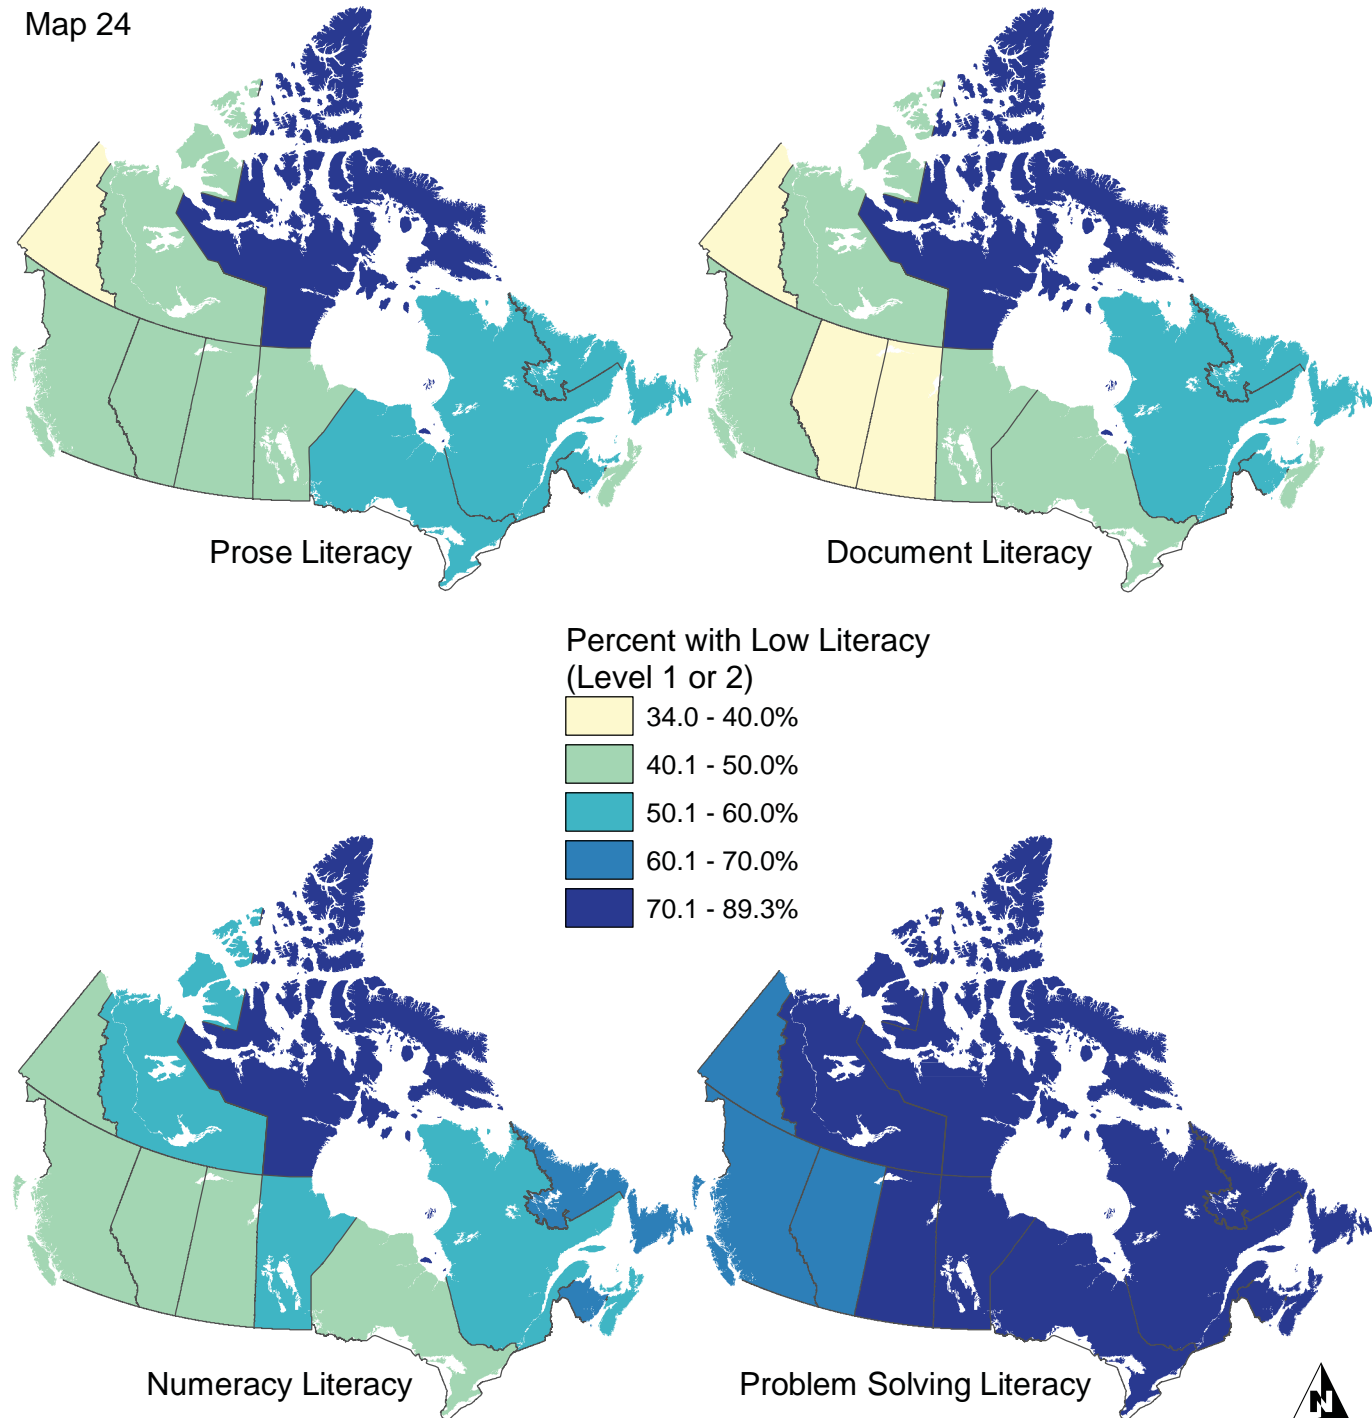 Map 24
Prose Literacy
Document Literacy
Percent with Low Literacy
(Level 1 or 2)
34.0 - 40.0%
40.1 - 50.0%
50.1 - 60.0%
60.1 - 70.0%
70.1 - 89.3%
Numeracy Literacy
Problem Solving Literacy
N